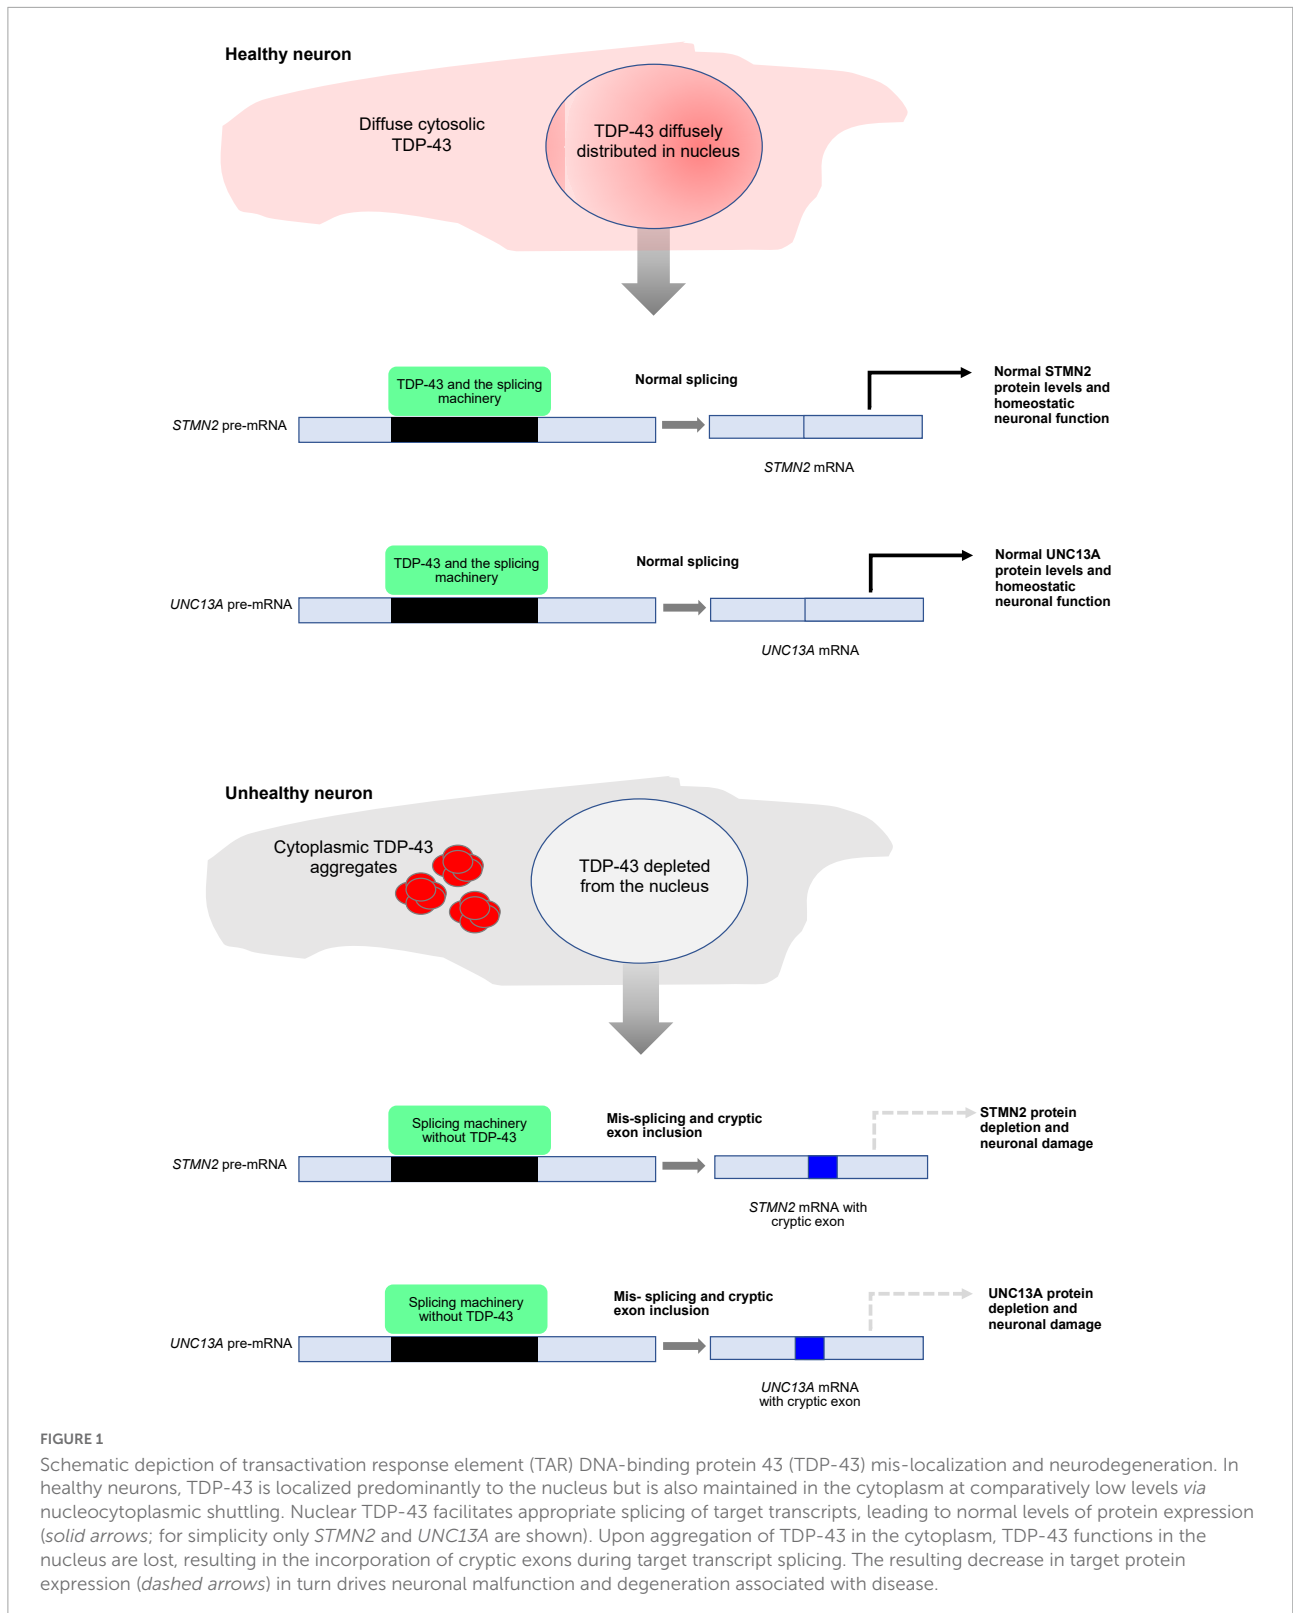 Healthy neuron
Diffuse cytosolic
TDP-43
TDP-43 diffusely
distributed in nucleus
TDP-43 and the splicing
machinery
STMN2 pre-mRNA
Normal splicing
STMN2 mRNA
Normal STMN2
protein levels and
homeostatic
neuronal function
TDP-43 and the splicing
machinery
UNC13A pre-mRNA
Normal splicing
UNC13A mRNA
Normal UNC13A
protein levels and
homeostatic
neuronal function
Unhealthy neuron
Cytoplasmic TDP-43
aggregates
TDP-43 depleted
from the nucleus
Splicing machinery
without TDP-43
STMN2 pre-mRNA
Mis-splicing and cryptic
exon inclusion
STMN2 mRNA with
cryptic exon
STMN2 protein
depletion and
neuronal damage
Splicing machinery
without TDP-43
UNC13A pre-mRNA
Mis- splicing and cryptic
exon inclusion
UNC13A mRNA
with cryptic exon
UNC13A protein
depletion and
neuronal damage
FIGURE 1
Schematic depiction of transactivation response element (TAR) DNA-binding protein 43 (TDP-43) mis-localization and neurodegeneration. In
healthy neurons, TDP-43 is localized predominantly to the nucleus but is also maintained in the cytoplasm at comparatively low levels via
nucleocytoplasmic shuttling. Nuclear TDP-43 facilitates appropriate splicing of target transcripts, leading to normal levels of protein expression
(solid arrows; for simplicity only STMN2 and UNC13A are shown). Upon aggregation of TDP-43 in the cytoplasm, TDP-43 functions in the
nucleus are lost, resulting in the incorporation of cryptic exons during target transcript splicing. The resulting decrease in target protein
expression (dashed arrows) in turn drives neuronal malfunction and degeneration associated with disease.